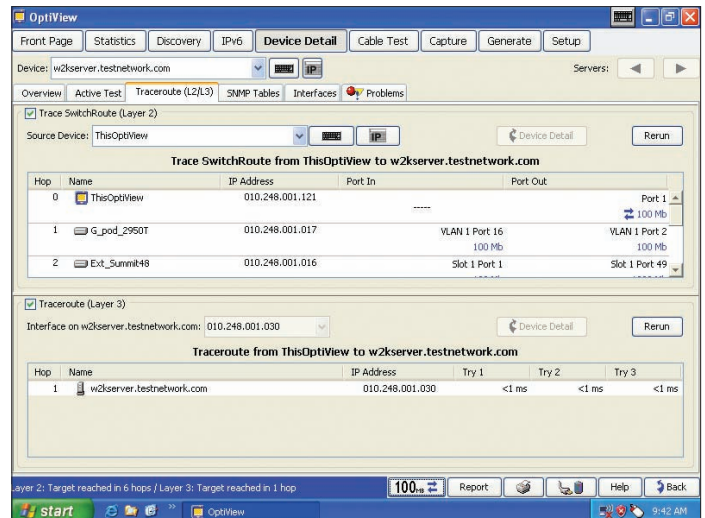 OptiView
Front Page Statistics Discovery IPv6 Device Detail Cable Test Capture Generate Setup
Device: w2kserver.testnetwork.com IP Servers:
Overview Active Test Traceroute (L2/L3) SNMP Tables Interfaces Problems
Trace SwitchRoute (Layer 2)
Source Device: ThisOptiView IP Device Detail Rerun
Trace SwitchRoute from ThisOptiView to w2kserver.testnetwork.com
Hop Name IP Address Port In Port Out
0 ThisOptiView 010.248.001.121 ----- Port 1
100 Mb
1 G_pod_2950T 010.248.001.017 VLAN 1 Port 16 VLAN 1 Port 2
100 Mb 100 Mb
2 Ext_Summit48 010.248.001.016 Slot 1 Port 1 Slot 1 Port 49
Traceroute (Layer 3)
Interface on w2kserver.testnetwork.com: 010.248.001.030 Device Detail Rerun
Traceroute from ThisOptiView to w2kserver.testnetwork.com
Hop Name IP Address Try 1 Try 2 Try 3
1 w2kserver.testnetwork.com 010.248.001.030 <1 ms <1 ms <1 ms
ayer 2: Target reached in 6 hops / Layer 3: Target reached in 1 hop 100Mb Report Help Back
start OptiView 9:42 AM